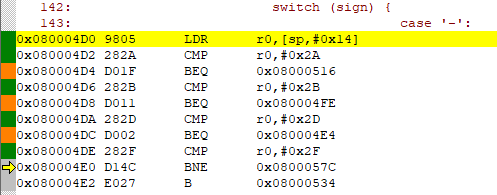 142: switch (sign) {
143: case '-':
0x080004D0 9805 LDR r0,[sp,#0x14]
0x080004D2 282A CMP r0,#0x2A
0x080004D4 D01F BEQ 0x08000516
0x080004D6 282B CMP r0,#0x2B
0x080004D8 D011 BEQ 0x080004FE
0x080004DA 282D CMP r0,#0x2D
0x080004DC D002 BEQ 0x080004E4
0x080004DE 282F CMP r0,#0x2F
0x080004E0 D14C BNE 0x0800057C
0x080004E2 E027 B 0x08000534